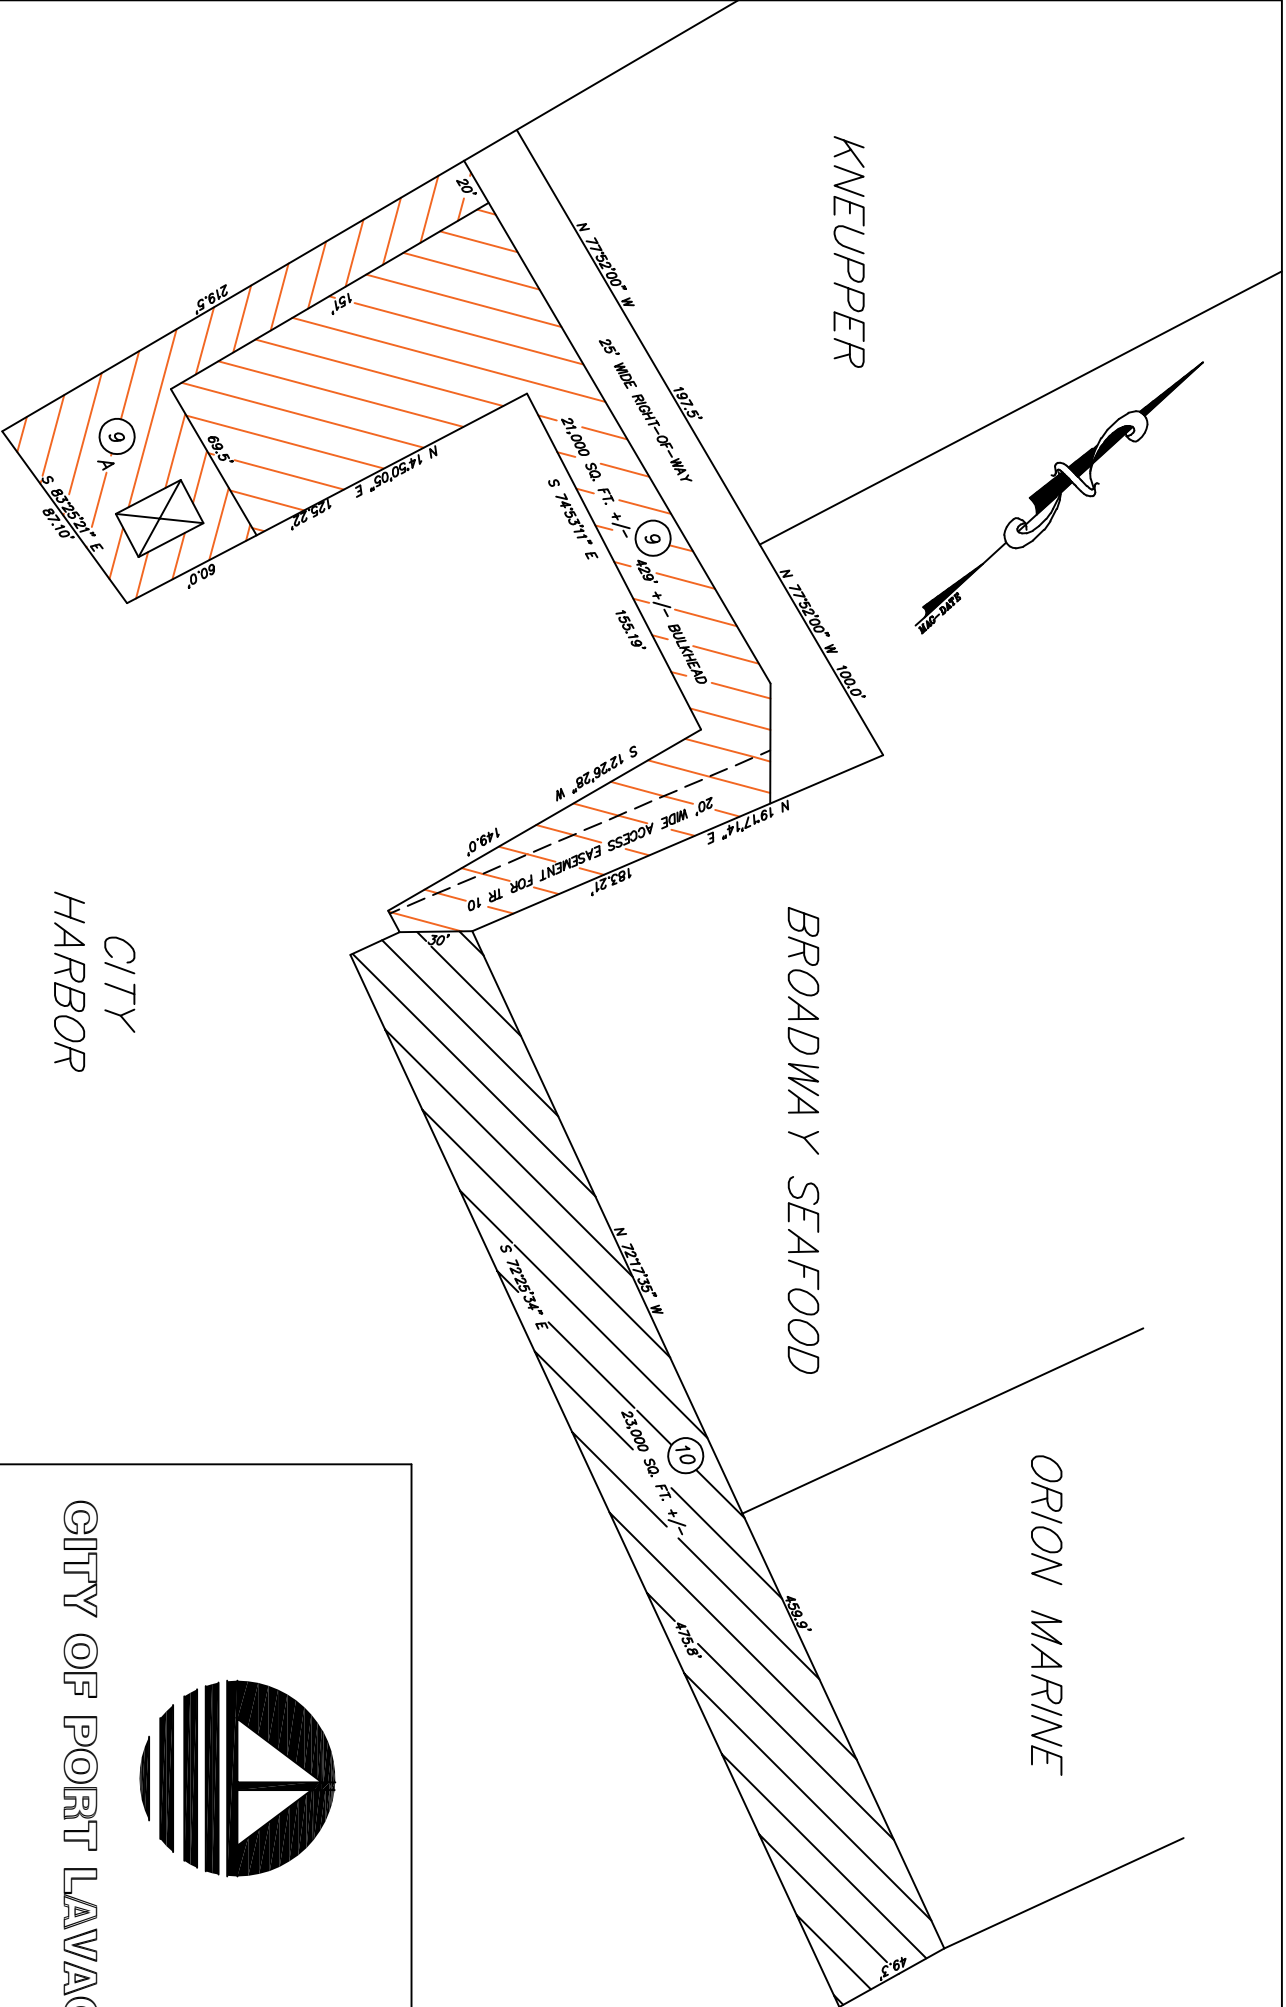 KNEUPPER
MAG-DATE
N 77°52'00" W
197.5'
25' WIDE RIGHT-OF-WAY
N 77°52'00" W 100.0'
20'
219.5'
151'
21,000 SQ. FT. +/-
9
429' +/- BULKHEAD
S 74°53'11" E
155.19'
N 14°50'05" E
125.22'
69.5'
9
A
S 83°25'21" E
87.10'
60.0'
S 12°26'28" W
149.0'
20' WIDE ACCESS EASEMENT FOR TR 10
N 19°17'14" E
183.21'
30'
BROADWAY SEAFOOD
CITY
HARBOR
N 72°17'35" W
S 72°25'34" E
10
23,000 SQ. FT. +/-
459.9'
475.8'
49.3'
ORION MARINE
CITY OF PORT LAVAC